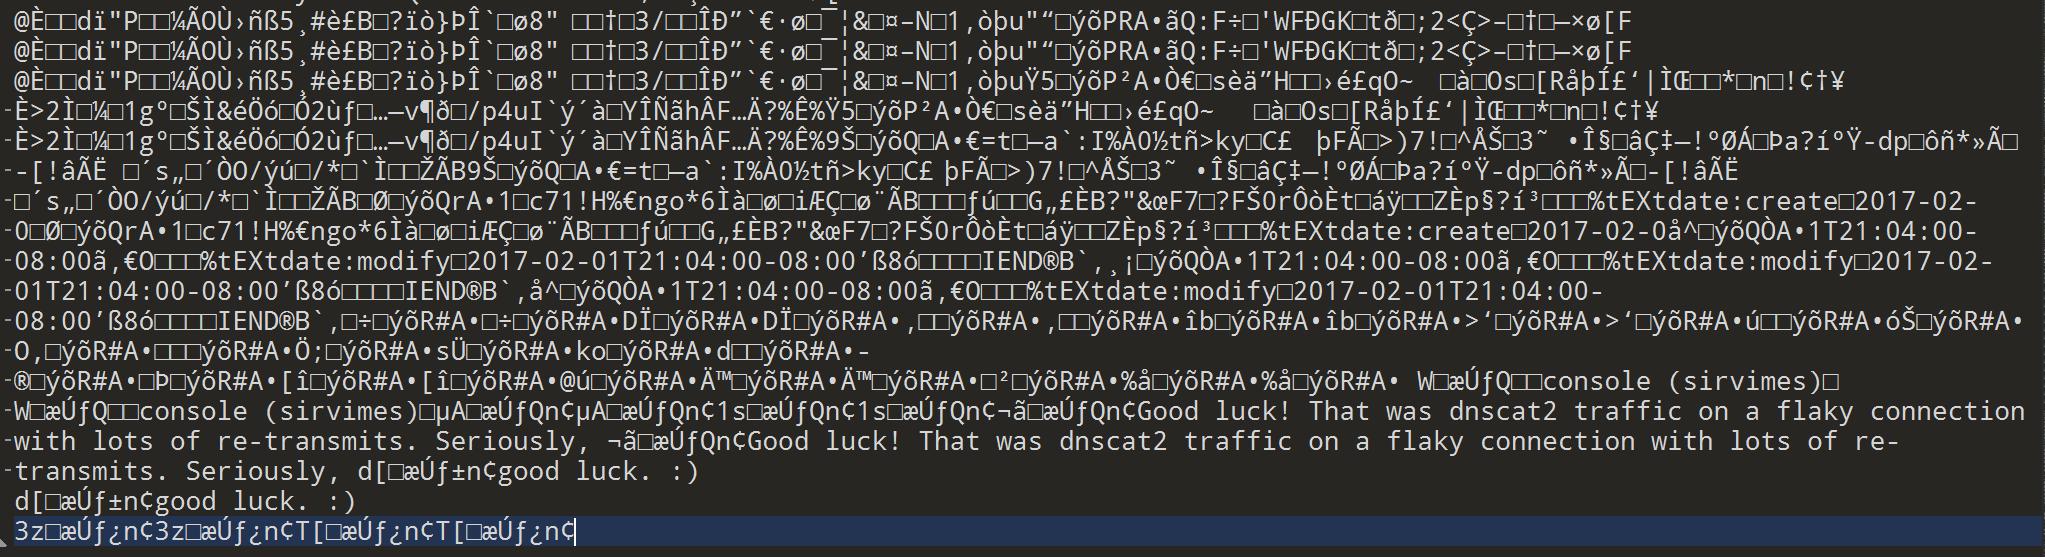 @È□□dï"P□□¼ÃOÙ›ñß5¸#è£B□?ïò}ÞÎ`□ø8" □□†□3/□□ÎÐ”`€·ø□¯¦&□¤–N□1‚òþu"“□ýõPRA•ãQ:F÷□'WFÐGK□tð□;2<Ç>–□†□—×ø[F
@È□□dï"P□□¼ÃOÙ›ñß5¸#è£B□?ïò}ÞÎ`□ø8" □□†□3/□□ÎÐ”`€·ø□¯¦&□¤–N□1‚òþu"“□ýõPRA•ãQ:F÷□'WFÐGK□tð□;2<Ç>–□†□—×ø[F
@È□□dï"P□□¼ÃOÙ›ñß5¸#è£B□?ïò}ÞÎ`□ø8" □□†□3/□□ÎÐ”`€·ø□¯¦&□¤–N□1‚òþuŸ5□ýõP²A•Ò€□sèä”H□□›é£qO~ □à□Os□[RåþÍ£‘|ÌŒ□□*□n□!¢†¥
È>2Ì□¼□1gº□ŠÌ&éÖó□Ó2ùƒ□…—v¶ð□/p4uI`ý´à□YÎÑãhÂF…Ä?%Ê%Ÿ5□ýõP²A•Ò€□sèä”H□□›é£qO~ □à□Os□[RåþÍ£‘|ÌŒ□□*□n□!¢†¥
È>2Ì□¼□1gº□ŠÌ&éÖó□Ó2ùƒ□…—v¶ð□/p4uI`ý´à□YÎÑãhÂF…Ä?%Ê%9Š□ýõQ□A•€=t□—a`:I%À0½tñ>ky□C£ þFÃ□>)7!□^ÅŠ□3˜ •Î§□âÇ‡—!ºØÁ□Þa?íºŸ-dp□ôñ*»Ã□
-[!âÃË □´s„□´ÒO/ýú□/*□`Ì□□ŽÃB9Š□ýõQ□A•€=t□—a`:I%À0½tñ>ky□C£ þFÃ□>)7!□^ÅŠ□3˜ •Î§□âÇ‡—!ºØÁ□Þa?íºŸ-dp□ôñ*»Ã□-[!âÃË
□´s„□´ÒO/ýú□/*□`Ì□□ŽÃB□Ø□ýõQrA•1□c71!H%€ngo*6Ìà□ø□iÆÇ□ø¨ÃB□□□ƒú□□G„£ÈB?"&œF7□?FŠ0rÔòÈt□áÿ□□ZÈp§?í³□□□%tEXtdate:create□2017-02-
0□Ø□ýõQrA•1□c71!H%€ngo*6Ìà□ø□iÆÇ□ø¨ÃB□□□ƒú□□G„£ÈB?"&œF7□?FŠ0rÔòÈt□áÿ□□ZÈp§?í³□□□%tEXtdate:create□2017-02-0å^□ýõQÒA•1T21:04:00-
08:00ã‚€O□□□%tEXtdate:modify□2017-02-01T21:04:00-08:00’ß8ó□□□□IEND®B`‚¸¡□ýõQÒA•1T21:04:00-08:00ã‚€O□□□%tEXtdate:modify□2017-02-
01T21:04:00-08:00’ß8ó□□□□IEND®B`‚å^□ýõQÒA•1T21:04:00-08:00ã‚€O□□□%tEXtdate:modify□2017-02-01T21:04:00-
08:00’ß8ó□□□□IEND®B`‚□÷□ýõR#A•□÷□ýõR#A•DÏ□ýõR#A•DÏ□ýõR#A•‚□□ýõR#A•‚□□ýõR#A•îb□ýõR#A•îb□ýõR#A•>‘□ýõR#A•>‘□ýõR#A•ú□□ýõR#A•óŠ□ýõR#A•
O‚□ýõR#A•□□□ýõR#A•Ö;□ýõR#A•sÜ□ýõR#A•ko□ýõR#A•d□□ýõR#A•-
®□ýõR#A•□Þ□ýõR#A•[î□ýõR#A•[î□ýõR#A•@ú□ýõR#A•Ä™□ýõR#A•Ä™□ýõR#A•□²□ýõR#A•%å□ýõR#A•%å□ýõR#A• W□æÚƒQ□□console (sirvimes)□
W□æÚƒQ□□console (sirvimes)□µA□æÚƒQn¢µA□æÚƒQn¢1s□æÚƒQn¢1s□æÚƒQn¢¬ã□æÚƒQn¢Good luck! That was dnscat2 traffic on a flaky connection
with lots of re-transmits. Seriously, ¬ã□æÚƒQn¢Good luck! That was dnscat2 traffic on a flaky connection with lots of re-
transmits. Seriously, d[□æÚƒ±n¢good luck. :)
d[□æÚƒ±n¢good luck. :)
3z□æÚƒ¿n¢3z□æÚƒ¿n¢T[□æÚƒ¿n¢T[□æÚƒ¿n¢